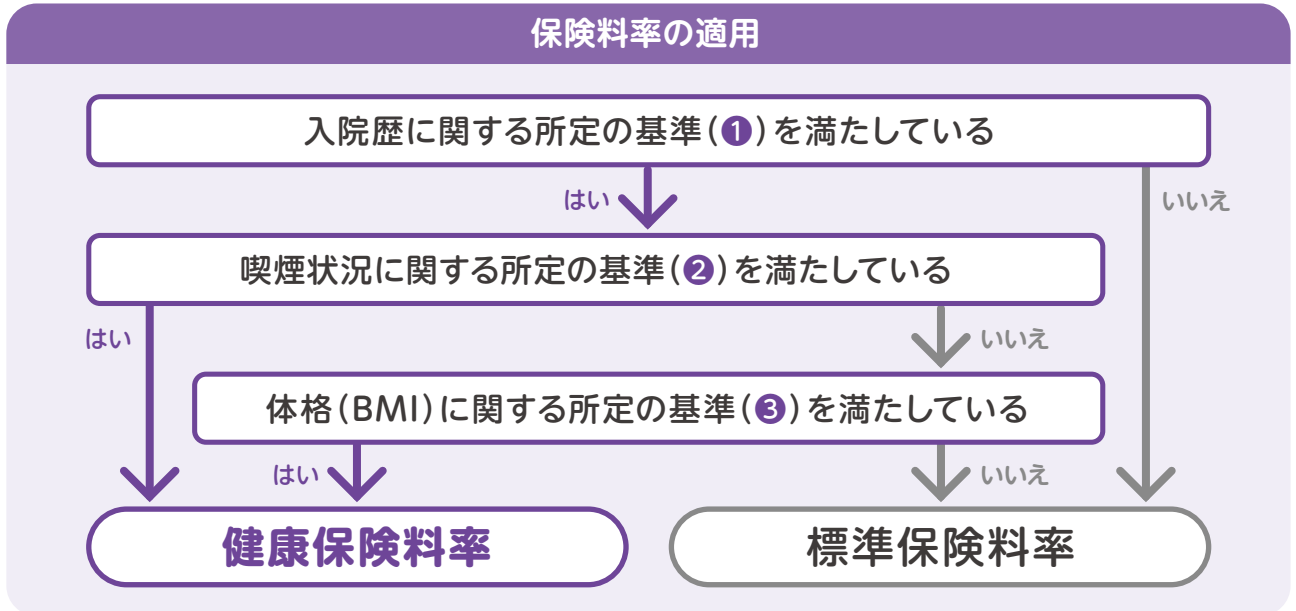 保険料率の適用
入院歴に関する所定の基準(❶)を満たしている
はい
いいえ
喫煙状況に関する所定の基準(❷)を満たしている
はい
いいえ
体格(BMI)に関する所定の基準(❸)を満たしている
はい
いいえ
健康保険料率
標準保険料率